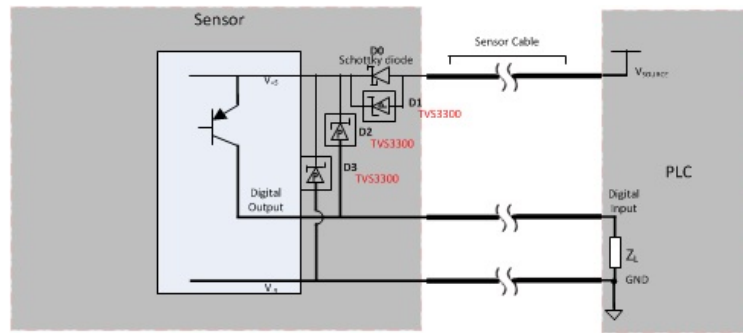 Sensor
D0
Schottky diode
Sensor Cable
V+S
VSOURCE
D1
TVS3300
D2
TVS3300
D3
TVS3300
PLC
Digital
Output
Digital
Input
ZL
GND